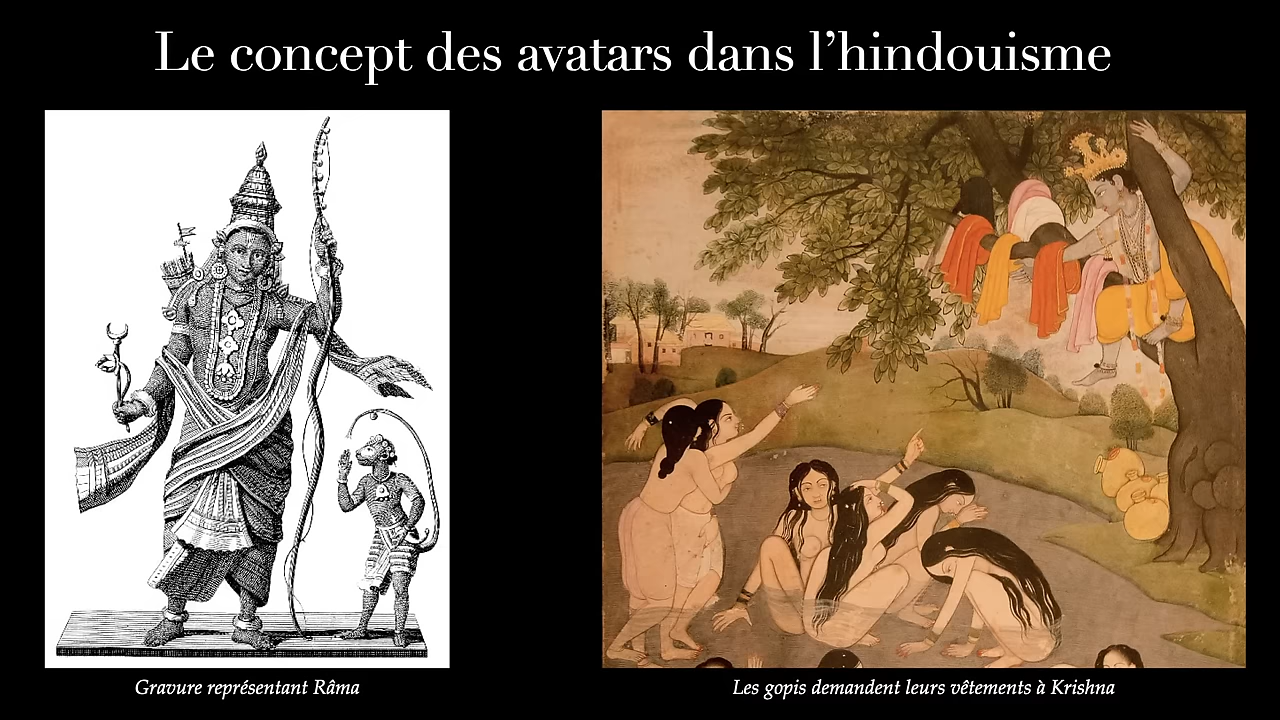 Le concept des avatars dans l’hindouisme
Gravure représentant Râma
Les gopis demandent leurs vêtements à Krishna